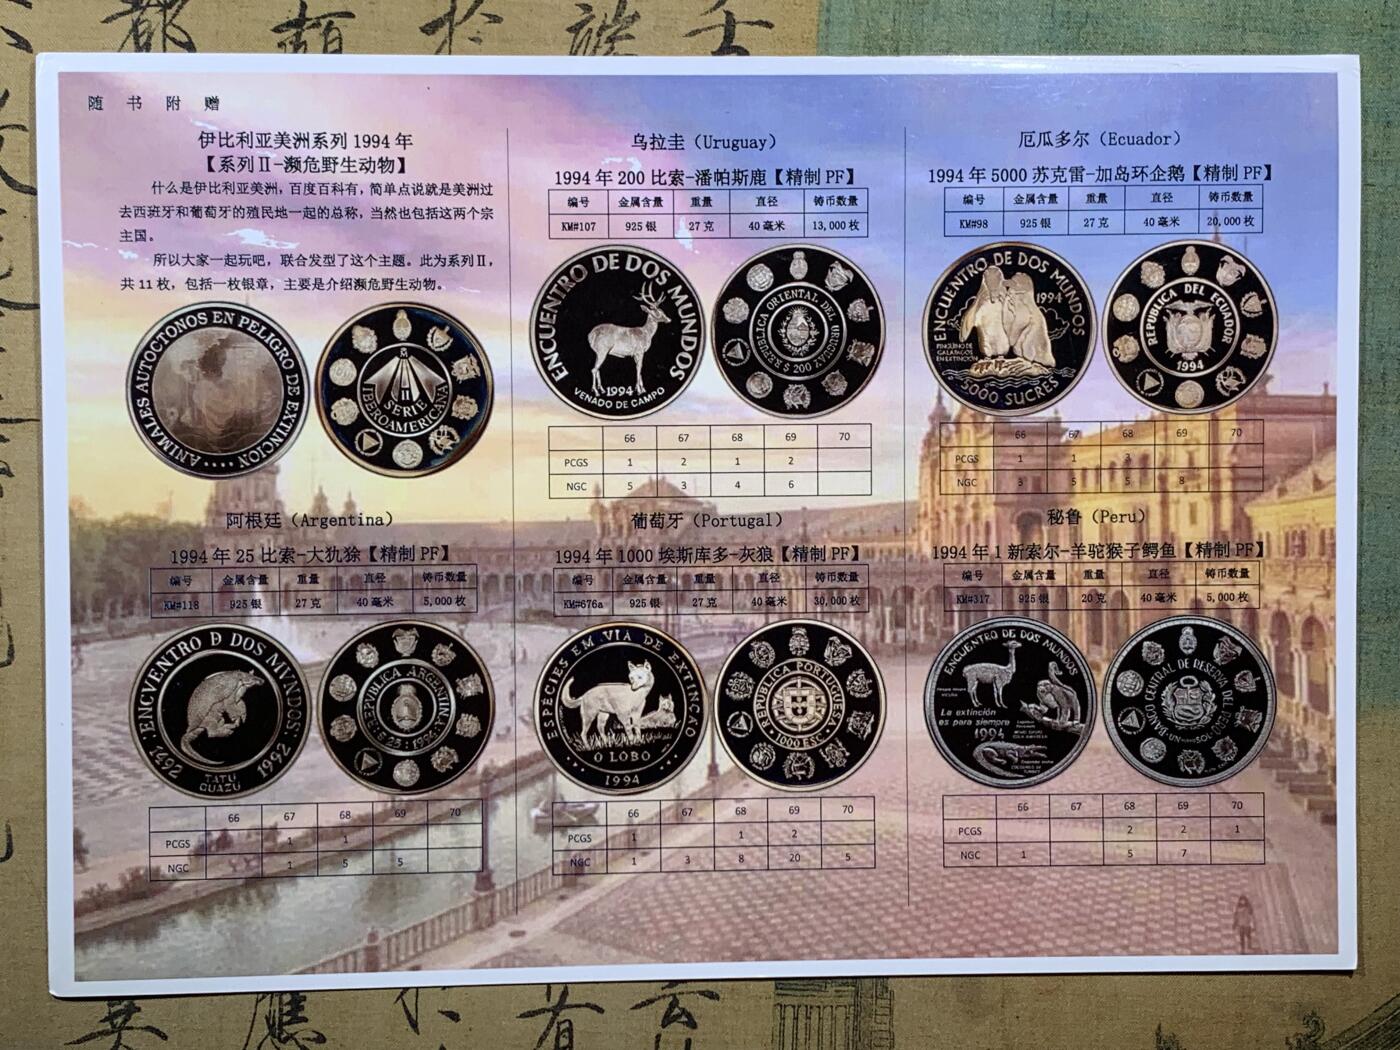 随 书 附 赠
伊比利亚美洲系列 1994 年
【系列Ⅱ-濒危野生动物】
什么是伊比利亚美洲，百度百科有，简单点说就是美洲过
去西班牙和葡萄牙的殖民地一起的总称，当然也包括这两个宗
主国。
所以大家一起玩吧，联合发型了这个主题。此为系列Ⅱ，
共 11 枚，包括一枚银章，主要是介绍濒危野生动物。
ANIMALES AUTOCTONOS EN PELIGRO DE EXTINCION
SERIE
II
IBEROAMERICANA
乌拉圭（Uruguay）
1994 年 200 比索-潘帕斯鹿【精制 PF】
编号 金属含量 重量 直径 铸币数量
KM#107 925 银 27 克 40 毫米 13,000 枚
ENCUENTRO DE DOS MUNDOS
1994
VENADO DE CAMPO
REPUBLICA ORIENTAL DEL URUGUAY
$ 200
66 67 68 69 70
PCGS 1 2 1 2
NGC 5 3 4 6
厄瓜多尔（Ecuador）
1994 年 5000 苏克雷-加岛环企鹅【精制 PF】
编号 金属含量 重量 直径 铸币数量
KM#98 925 银 27 克 40 毫米 20,000 枚
ENCUENTRO DE DOS MUNDOS
1994
PINGÜINO DE
GALAPAGOS
EN EXTINCION
5000 SUCRES
REPUBLICA DEL ECUADOR
1994
66 67 68 69 70
PCGS 1 1 3
NGC 3 5 5 8
阿根廷（Argentina）
1994 年 25 比索-大犰狳【精制 PF】
编号 金属含量 重量 直径 铸币数量
KM#118 925 银 27 克 40 毫米 5,000 枚
ENCVENTRO D DOS MVNDOS
1492 1992
TATU
GUAZU
REPUBLICA ARGENTINA
$ 25 1994
66 67 68 69 70
PCGS 1 1
NGC 1 5 5
葡萄牙（Portugal）
1994 年 1000 埃斯库多-灰狼【精制 PF】
编号 金属含量 重量 直径 铸币数量
KM#676a 925 银 27 克 40 毫米 30,000 枚
ESPÉCIES EM VIA DE EXTINÇÃO
O LOBO
1994
REPUBLICA PORTUGUESA
1000 ESC.
66 67 68 69 70
PCGS 1 1 2
NGC 1 3 8 20 5
秘鲁（Peru）
1994 年 1 新索尔-羊驼猴子鳄鱼【精制 PF】
编号 金属含量 重量 直径 铸币数量
KM#317 925 银 20 克 40 毫米 5,000 枚
ENCUENTRO DE DOS MUNDOS
VICUÑA
La extinción
es para siempre
1994
BANCO CENTRAL DE RESERVA DEL PERU
UN SOL
66 67 68 69 70
PCGS 2 2 1
NGC 1 5 7